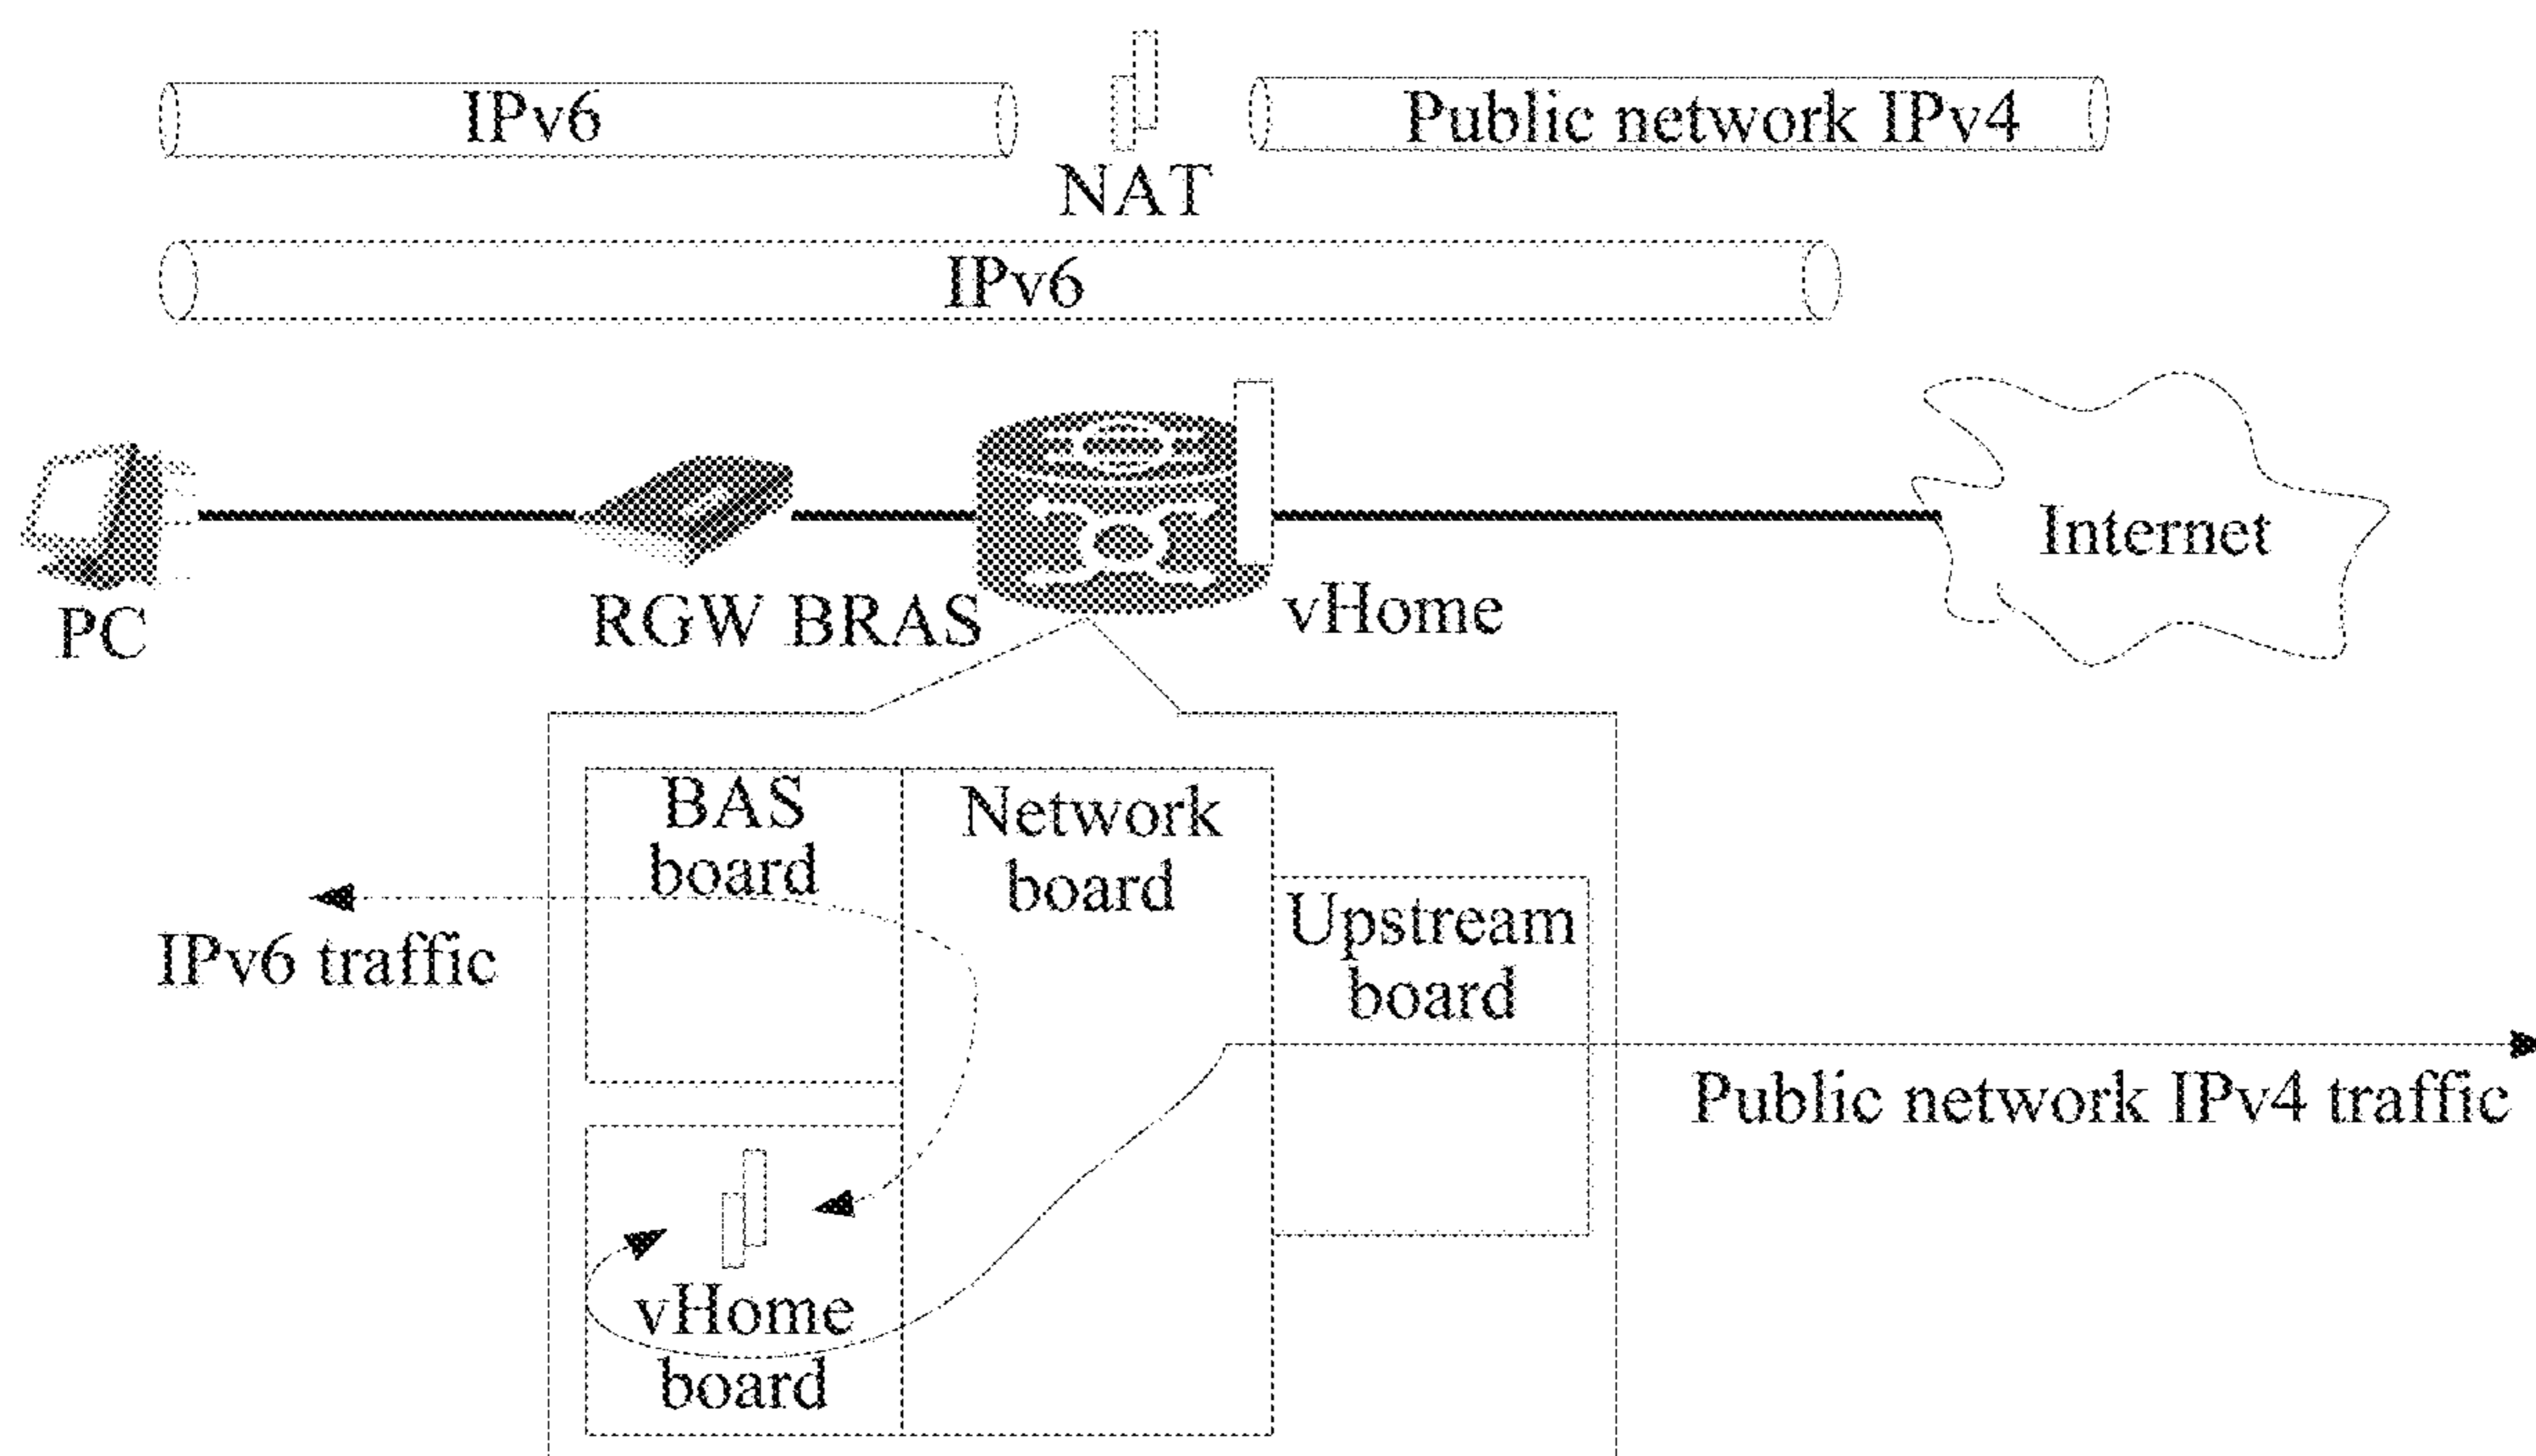 IPv6
Public network IPv4
NAT
IPv6
Internet
PC
RGW BRAS
vHome
BAS
board
Network
board
Upstream
board
IPv6 traffic
Public network IPv4 traffic
vHome
board